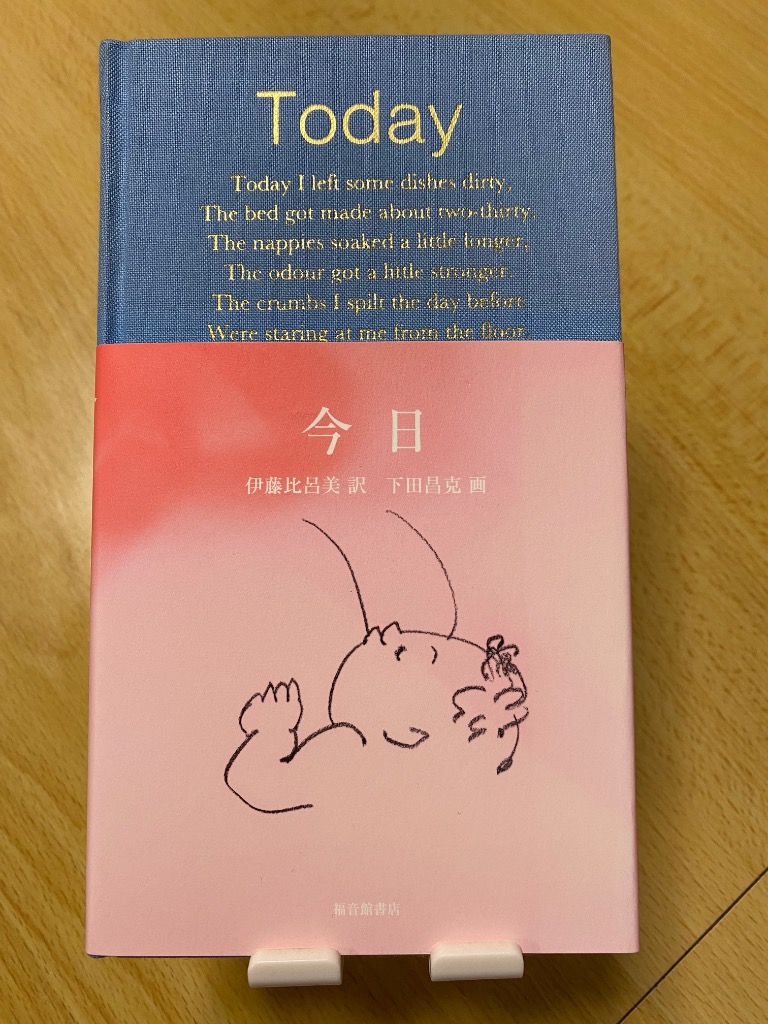 Today
Today I left some dishes dirty,
The bed got made about two-thirty.
The nappies soaked a little longer,
The odour got a little stronger.
The crumbs I spilt the day before
Were staring at me from the floor.
今日
伊藤比呂美 訳　下田昌克 画
福音館書店